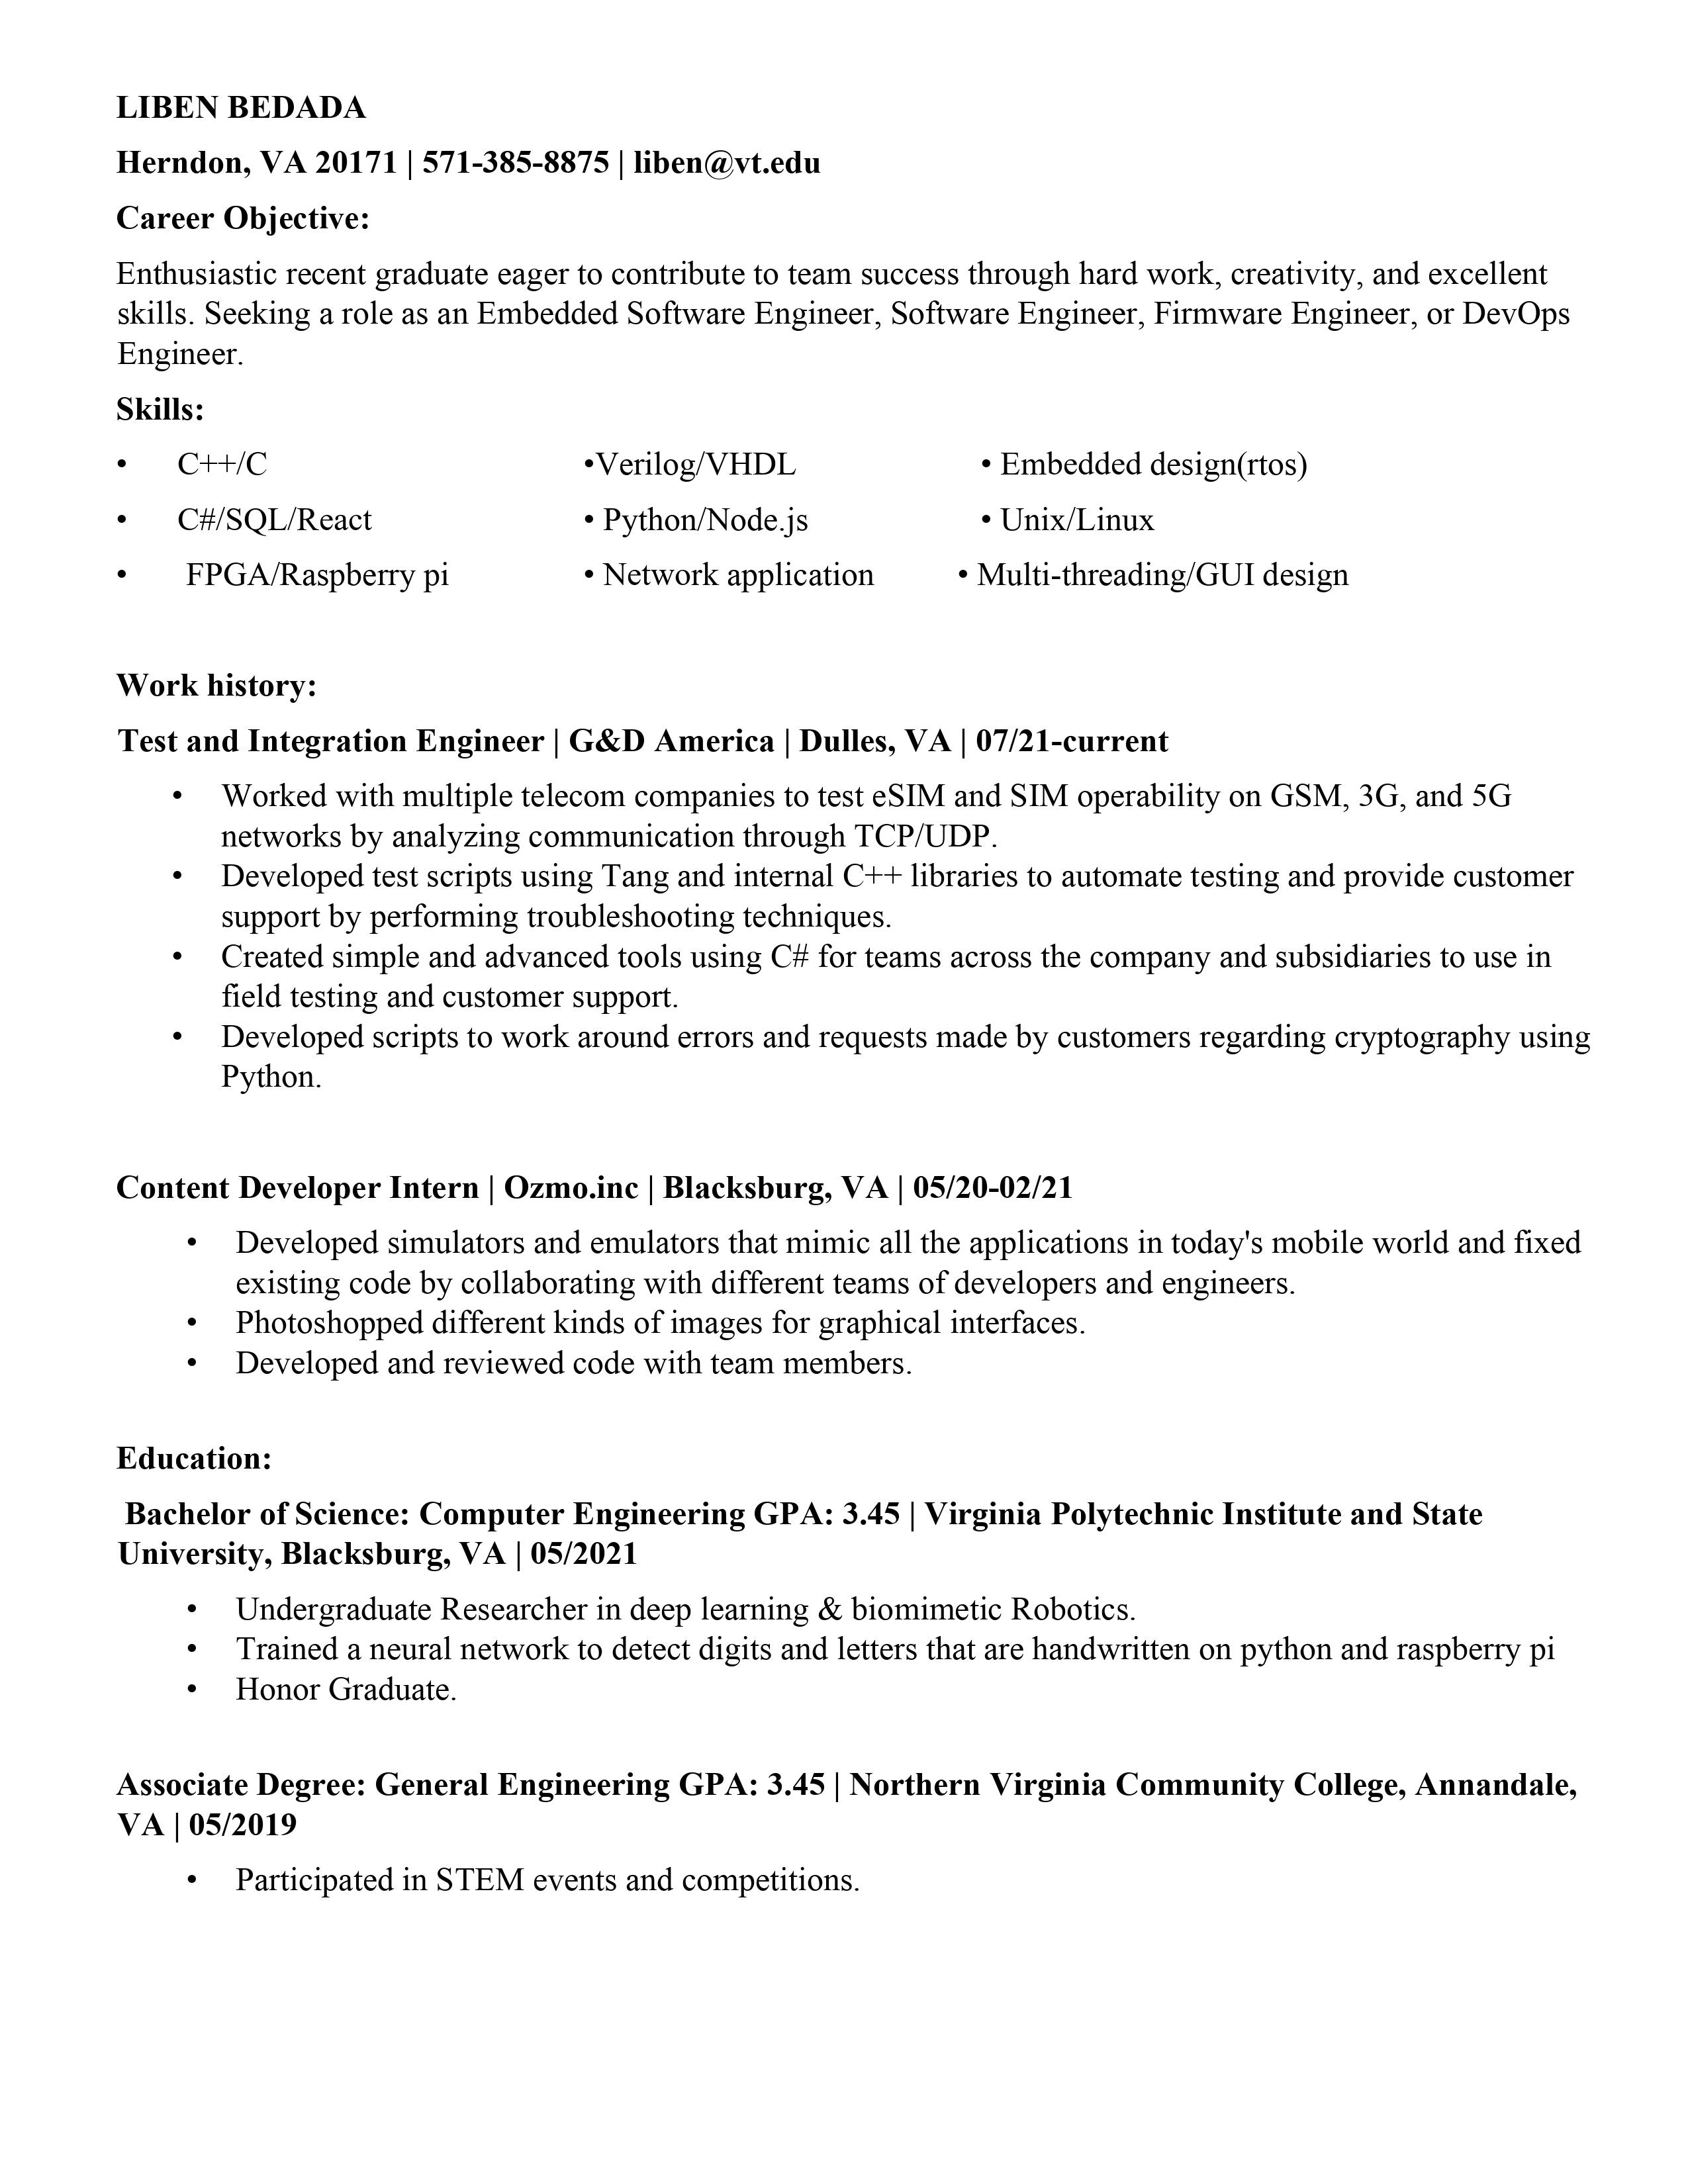 LIBEN BEDADA
Herndon, VA 20171 | 571-385-8875 | liben@vt.edu
Career Objective:
Enthusiastic recent graduate eager to contribute to team success through hard work, creativity, and excellent
skills. Seeking a role as an Embedded Software Engineer, Software Engineer, Firmware Engineer, or DevOps
Engineer.
Skills:
• C++/C •Verilog/VHDL • Embedded design(rtos)
• C#/SQL/React • Python/Node.js • Unix/Linux
• FPGA/Raspberry pi • Network application • Multi-threading/GUI design
Work history:
Test and Integration Engineer | G&D America | Dulles, VA | 07/21-current
• Worked with multiple telecom companies to test eSIM and SIM operability on GSM, 3G, and 5G
networks by analyzing communication through TCP/UDP.
• Developed test scripts using Tang and internal C++ libraries to automate testing and provide customer
support by performing troubleshooting techniques.
• Created simple and advanced tools using C# for teams across the company and subsidiaries to use in
field testing and customer support.
• Developed scripts to work around errors and requests made by customers regarding cryptography using
Python.
Content Developer Intern | Ozmo.inc | Blacksburg, VA | 05/20-02/21
• Developed simulators and emulators that mimic all the applications in today's mobile world and fixed
existing code by collaborating with different teams of developers and engineers.
• Photoshopped different kinds of images for graphical interfaces.
• Developed and reviewed code with team members.
Education:
Bachelor of Science: Computer Engineering GPA: 3.45 | Virginia Polytechnic Institute and State
University, Blacksburg, VA | 05/2021
• Undergraduate Researcher in deep learning & biomimetic Robotics.
• Trained a neural network to detect digits and letters that are handwritten on python and raspberry pi
• Honor Graduate.
Associate Degree: General Engineering GPA: 3.45 | Northern Virginia Community College, Annandale,
VA | 05/2019
• Participated in STEM events and competitions.